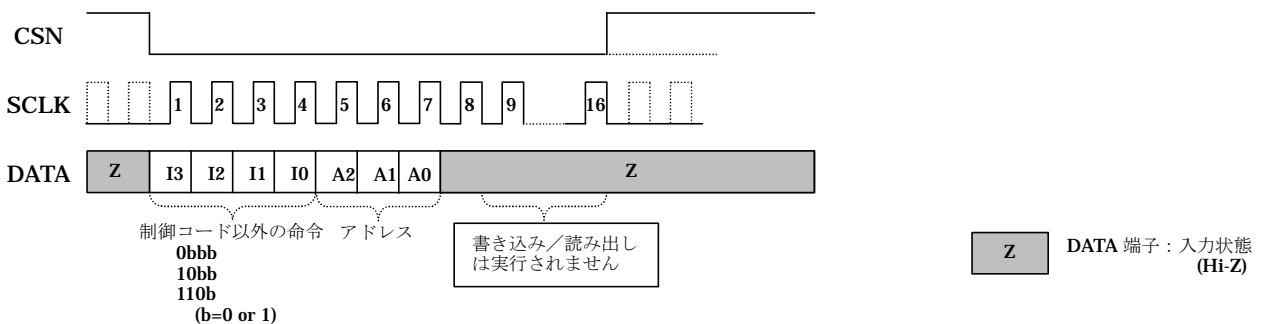 CSN
SCLK 1 2 3 4 5 6 7 8 9 16
DATA Z I3 I2 I1 I0 A2 A1 A0 Z
制御コード以外の命令 アドレス
0bbb
10bb
110b
(b=0 or 1)
書き込み／読み出し
は実行されません
Z DATA 端子：入力状態
(Hi-Z)